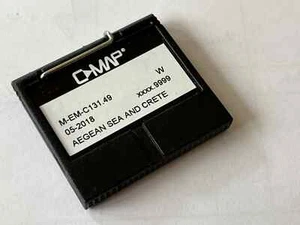 C-MAP®
W
M-EM-C131.49 xxxx.9999
05-2018
AEGEAN SEA AND CRETE